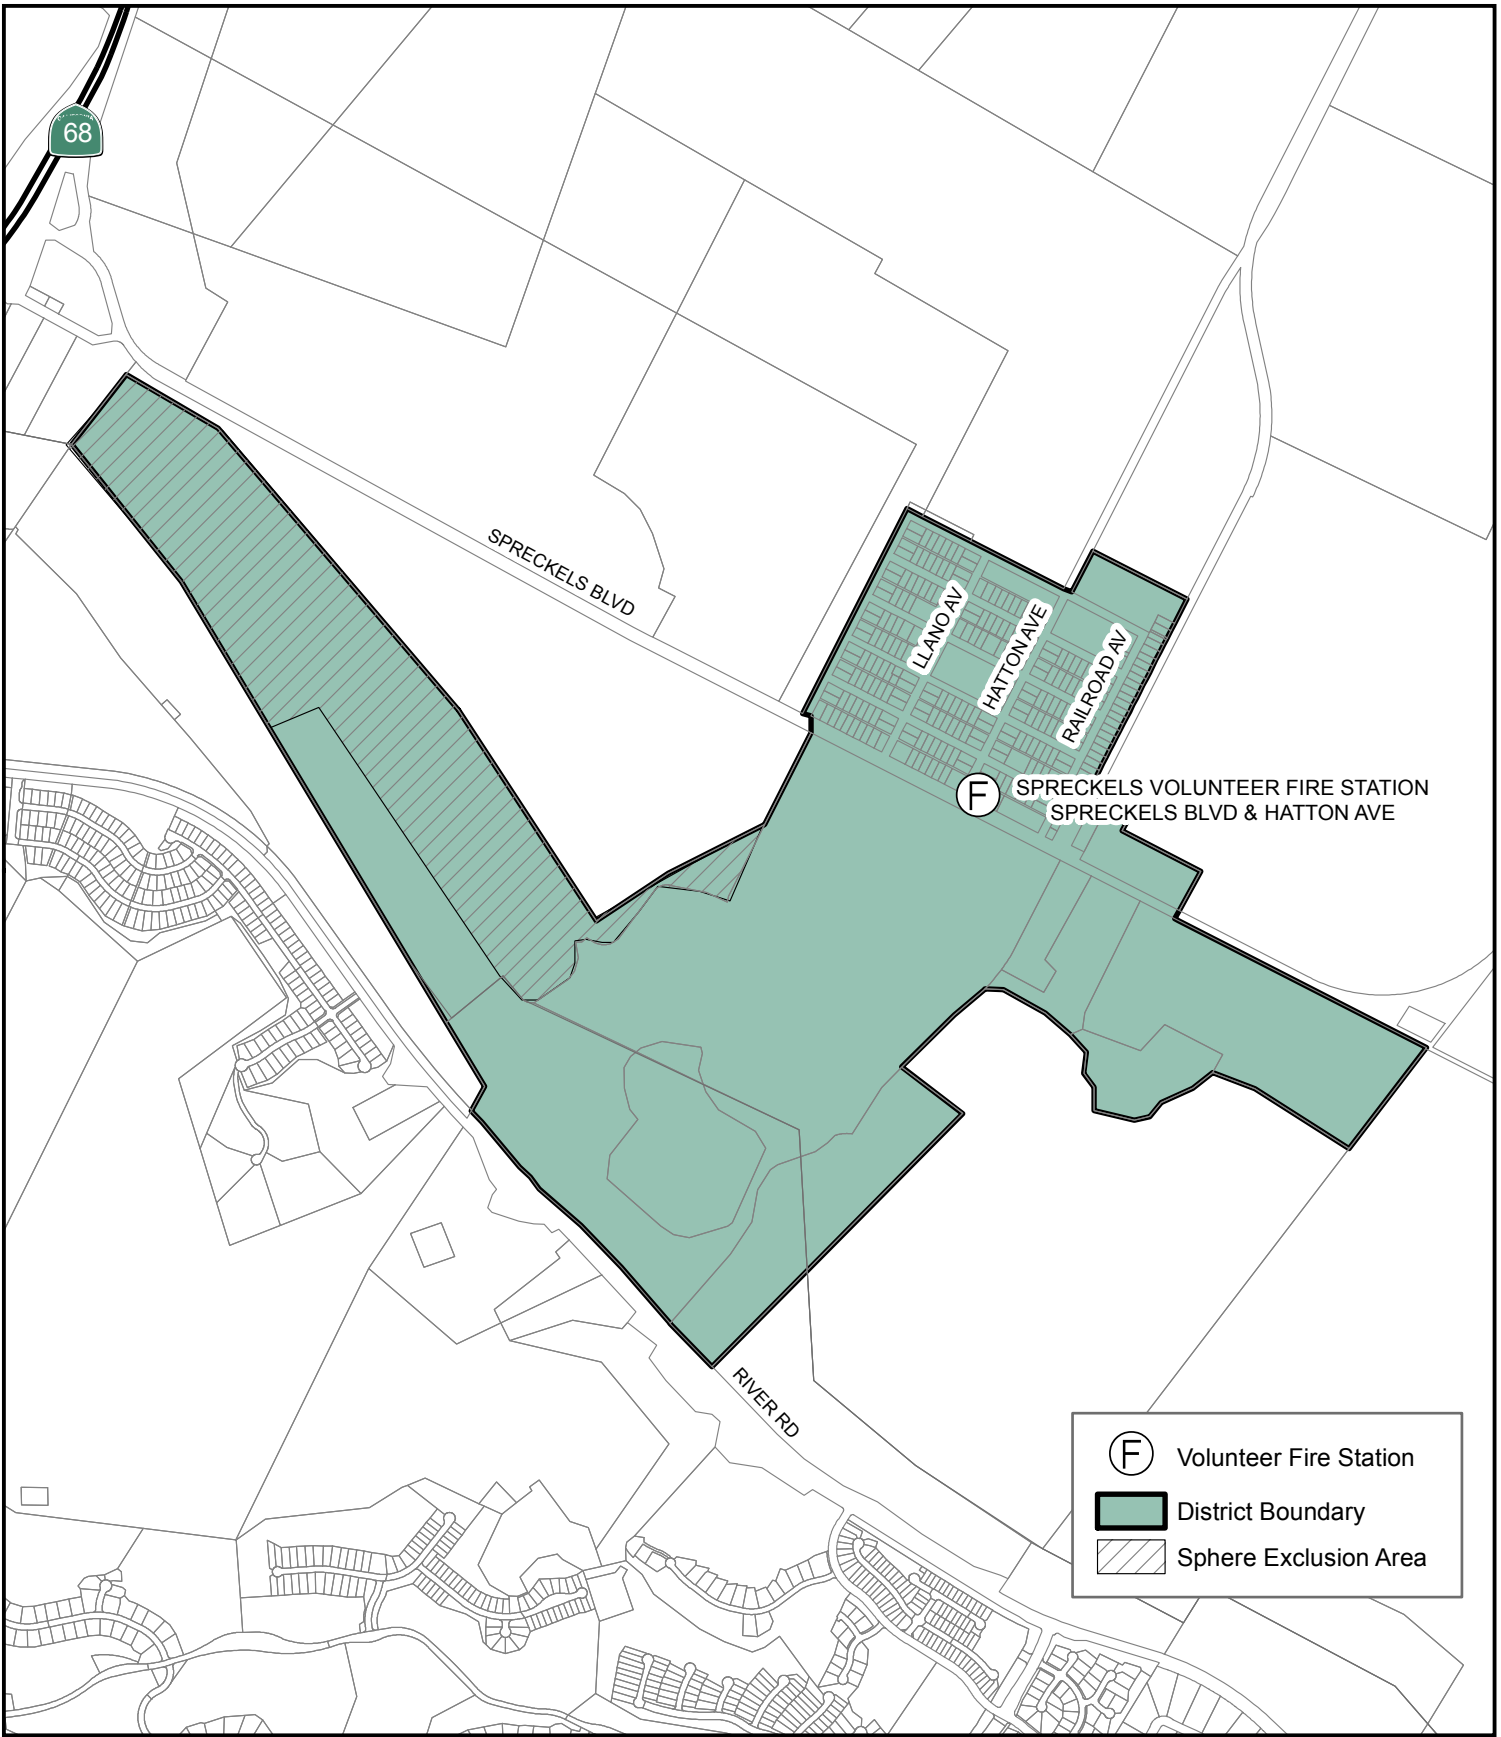 68
SPRECKELS BLVD
LLANO AV
HATTON AVE
RAILROAD AV
F
SPRECKELS VOLUNTEER FIRE STATION
SPRECKELS BLVD & HATTON AVE
RIVER RD
F Volunteer Fire Station
District Boundary
Sphere Exclusion Area